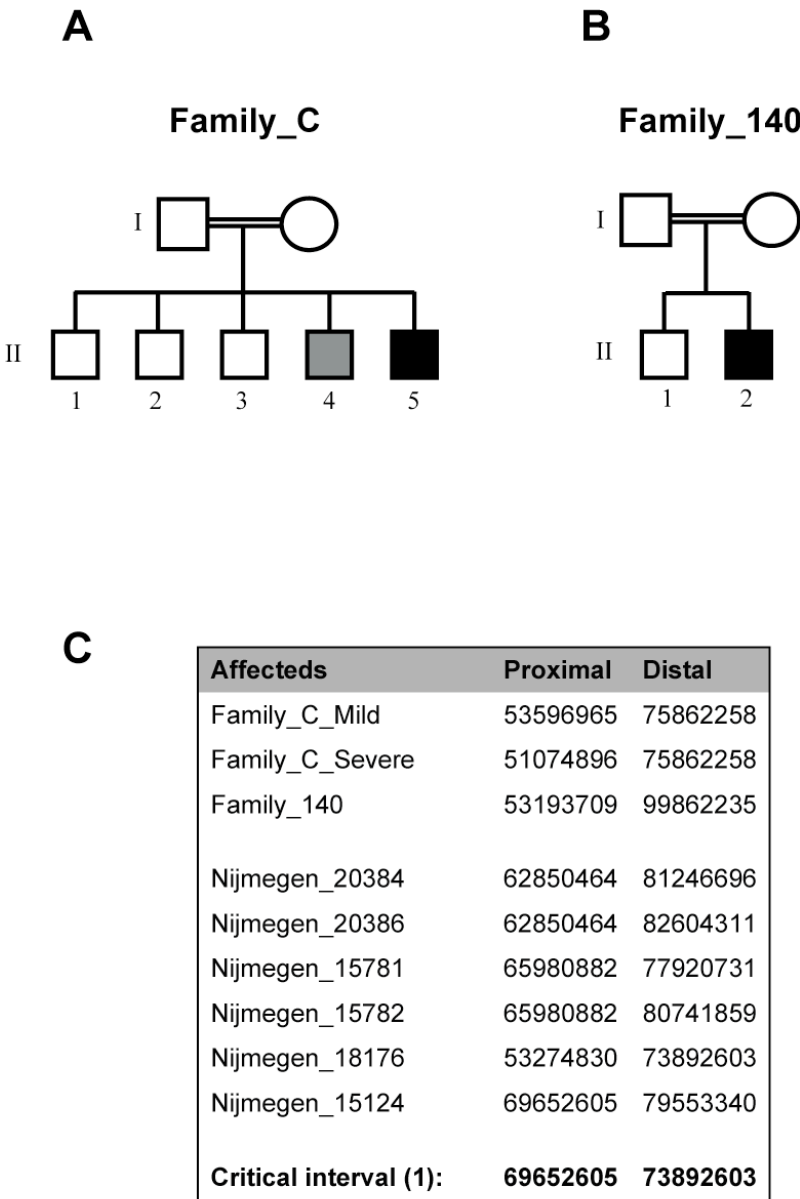 A
B
Family_C
Family_140
I
I
II
1 2 3 4 5
II
1 2
C
Affecteds Proximal Distal
Family_C_Mild 53596965 75862258
Family_C_Severe 51074896 75862258
Family_140 53193709 99862235
Nijmegen_20384 62850464 81246696
Nijmegen_20386 62850464 82604311
Nijmegen_15781 65980882 77920731
Nijmegen_15782 65980882 80741859
Nijmegen_18176 53274830 73892603
Nijmegen_15124 69652605 79553340
Critical interval (1): 69652605 73892603